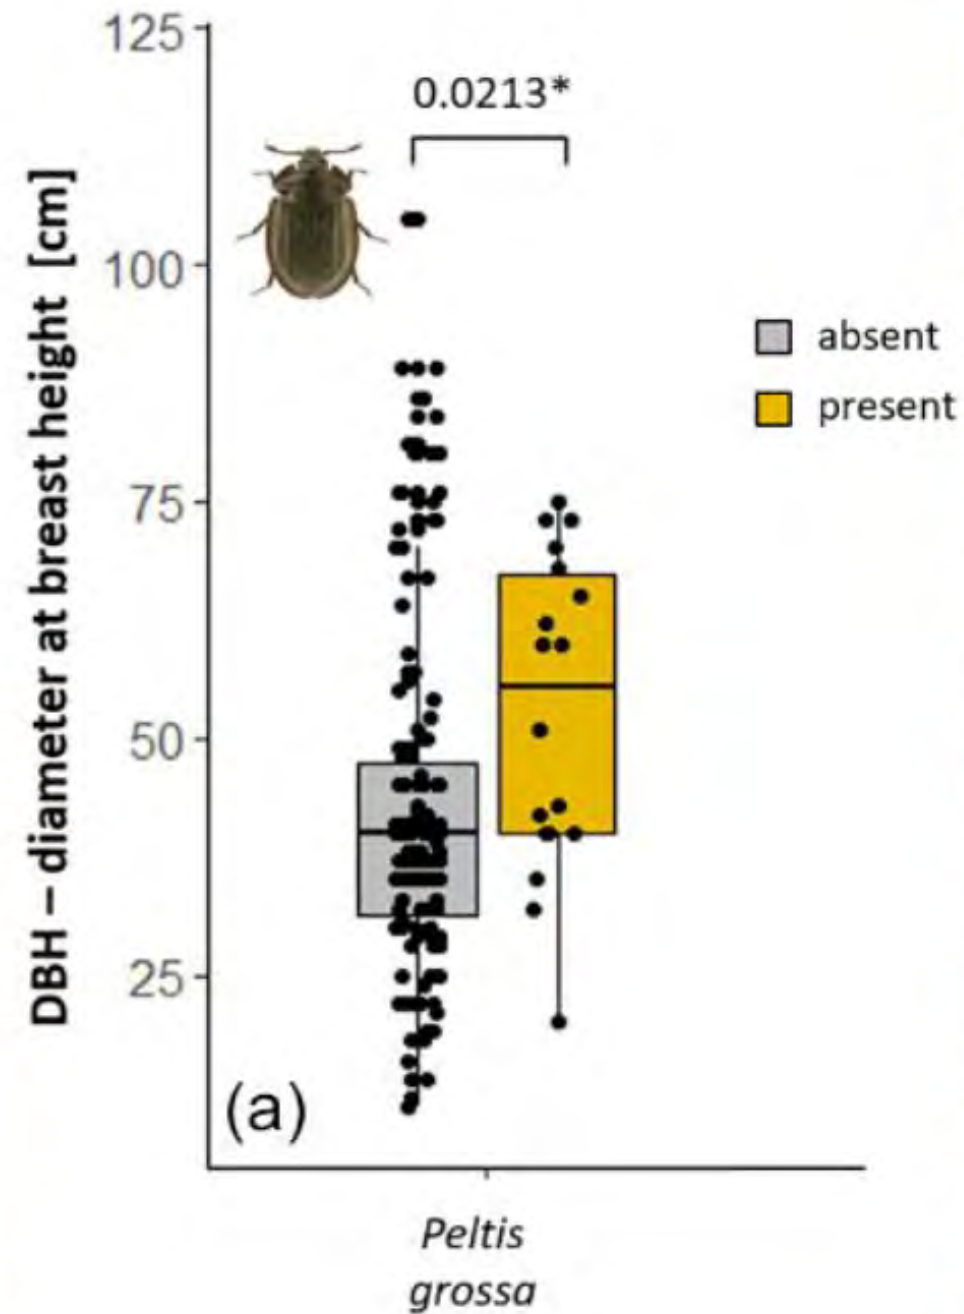 125
0.0213*
100
absent
present
75
50
25
DBH – diameter at breast height [cm]
(a)
Peltis
grossa